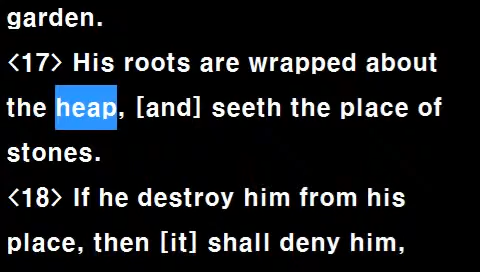 garden.
<17> His roots are wrapped about
the heap, [and] seeth the place of
stones.
<18> If he destroy him from his
place, then [it] shall deny him,